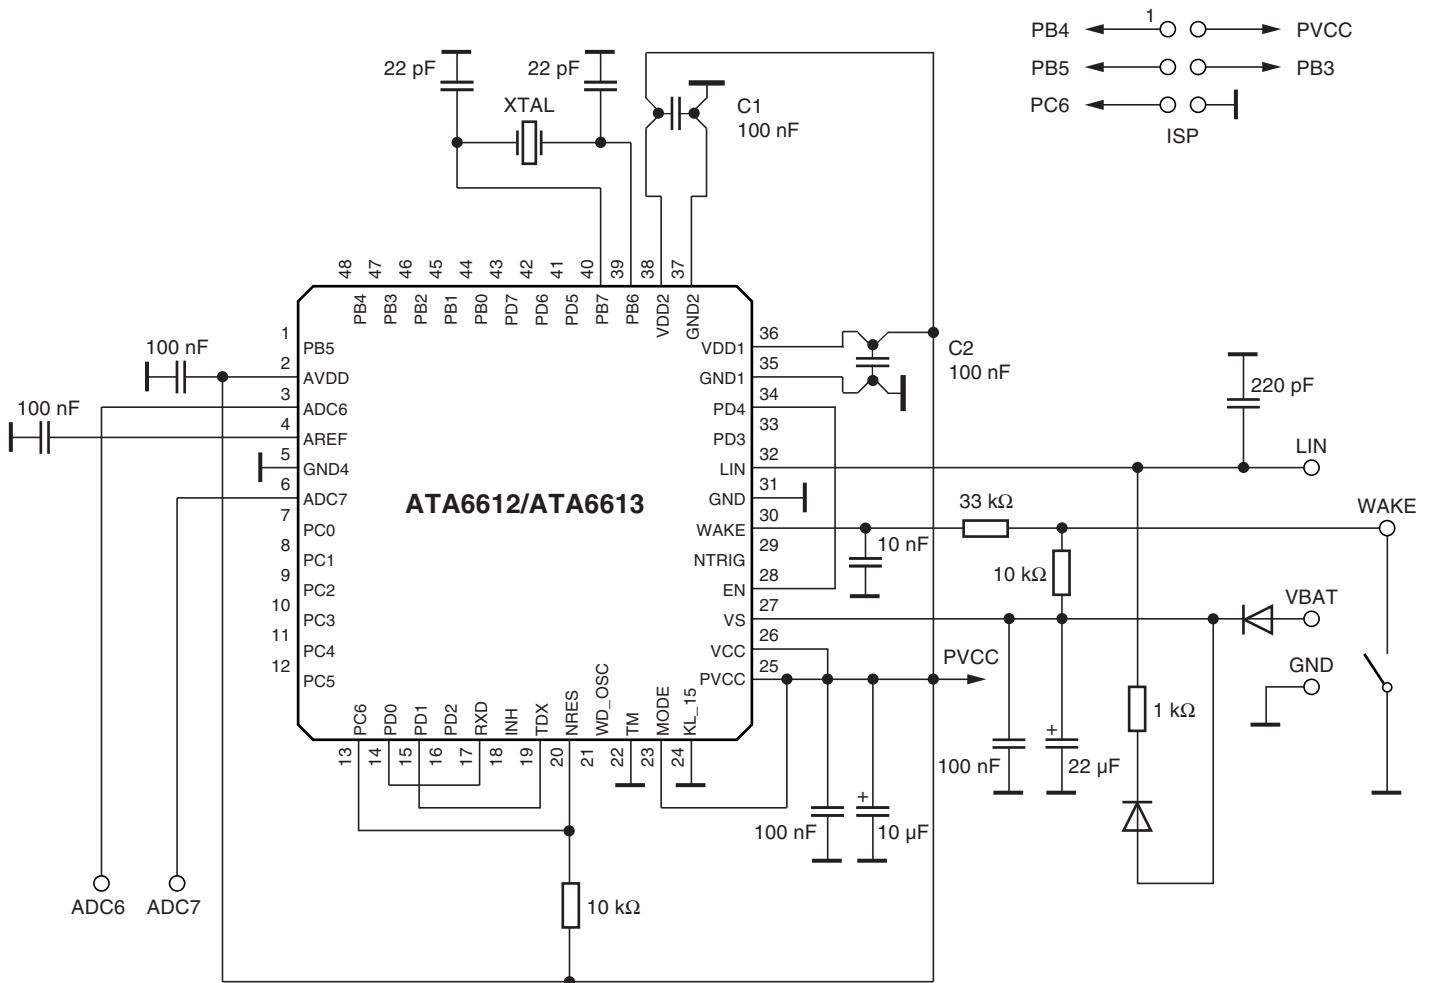 PB4 1 PVCC
PB5 PB3
PC6
ISP
22 pF 22 pF
XTAL
C1
100 nF
48 47 46 45 44 43 42 41 40 39 38 37
PB4 PB3 PB2 PB1 PB0 PD7 PD6 PD5 PB7 PB6 VDD2 GND2
1 PB5
100 nF
2 AVDD
3 ADC6
100 nF
4 AREF
5 GND4
6 ADC7
7 PC0
8 PC1
9 PC2
10 PC3
11 PC4
12 PC5
ATA6612/ATA6613
VDD1 36
GND1 35
C2
100 nF
PD4 34
PD3 33
LIN 32
GND 31
WAKE 30
NTRIG 29
EN 28
VS 27
VCC 26
PVCC 25
PVCC
220 pF
LIN
33 kΩ
WAKE
10 nF
10 kΩ
VBAT
GND
1 kΩ
100 nF
+
22 µF
PC6 PD0 PD1 PD2 RXD INH TDX NRES WD_OSC TM MODE KL_15
13 14 15 16 17 18 19 20 21 22 23 24
100 nF
+
10 µF
ADC6 ADC7
10 kΩ